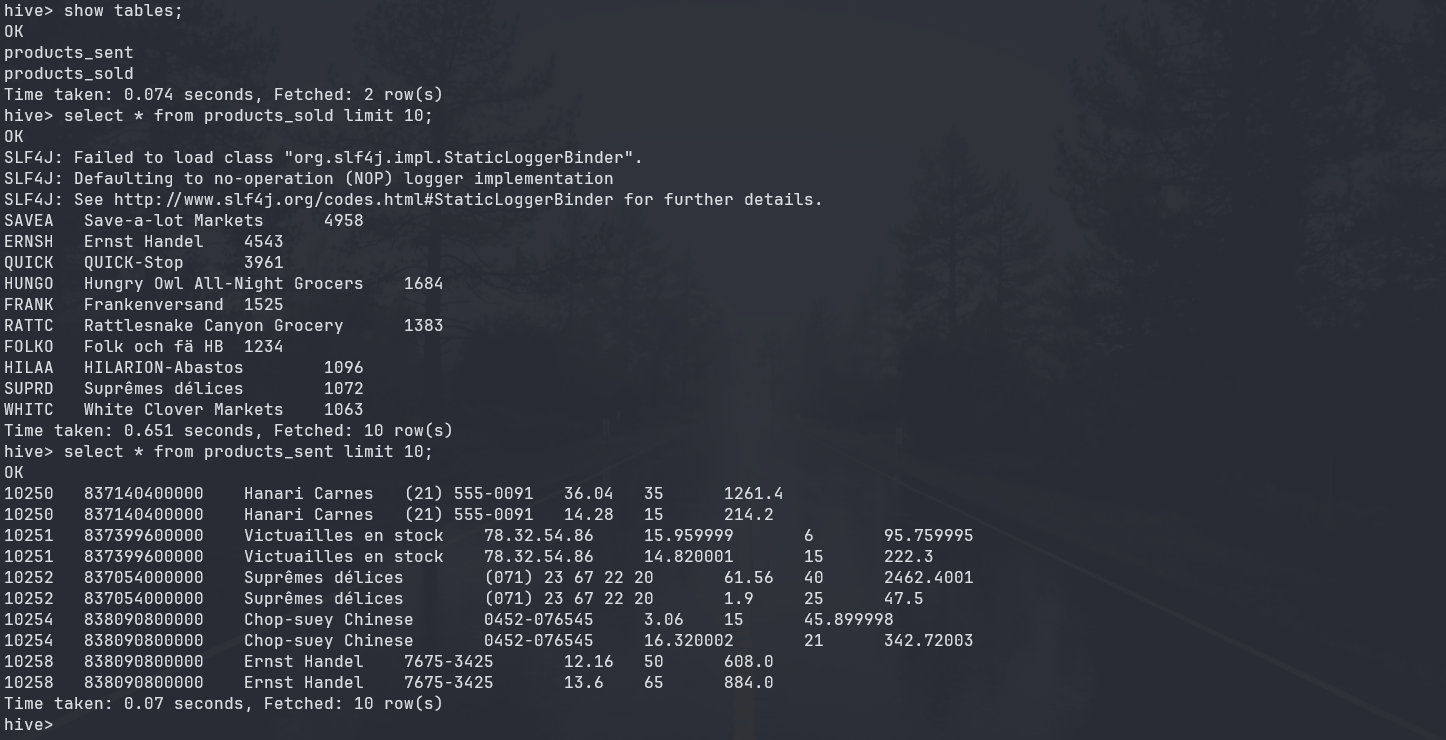 hive> show tables;
OK
products_sent
products_sold
Time taken: 0.074 seconds, Fetched: 2 row(s)
hive> select * from products_sold limit 10;
OK
SLF4J: Failed to load class "org.slf4j.impl.StaticLoggerBinder".
SLF4J: Defaulting to no-operation (NOP) logger implementation
SLF4J: See http://www.slf4j.org/codes.html#StaticLoggerBinder for further details.
SAVEA	Save-a-lot Markets	4958
ERNSH	Ernst Handel	4543
QUICK	QUICK-Stop	3961
HUNGO	Hungry Owl All-Night Grocers	1684
FRANK	Frankenversand	1525
RATTC	Rattlesnake Canyon Grocery	1383
FOLKO	Folk och fä HB	1234
HILAA	HILARION-Abastos	1096
SUPRD	Suprêmes délices	1072
WHITC	White Clover Markets	1063
Time taken: 0.651 seconds, Fetched: 10 row(s)
hive> select * from products_sent limit 10;
OK
10250	837140400000	Hanari Carnes	(21) 555-0091	36.04	35	1261.4
10250	837140400000	Hanari Carnes	(21) 555-0091	14.28	15	214.2
10251	837399600000	Victuailles en stock	78.32.54.86	15.959999	6	95.759995
10251	837399600000	Victuailles en stock	78.32.54.86	14.820001	15	222.3
10252	837054000000	Suprêmes délices	(071) 23 67 22 20	61.56	40	2462.4001
10252	837054000000	Suprêmes délices	(071) 23 67 22 20	1.9	25	47.5
10254	838090800000	Chop-suey Chinese	0452-076545	3.06	15	45.899998
10254	838090800000	Chop-suey Chinese	0452-076545	16.320002	21	342.72003
10258	838090800000	Ernst Handel	7675-3425	12.16	50	608.0
10258	838090800000	Ernst Handel	7675-3425	13.6	65	884.0
Time taken: 0.07 seconds, Fetched: 10 row(s)
hive>